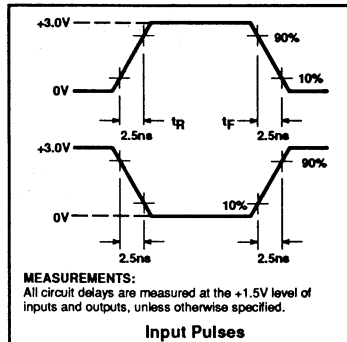 +3.0V
90%
10%
0V
tR tF
2.5ns 2.5ns
+3.0V
90%
10%
0V
2.5ns 2.5ns
MEASUREMENTS:
All circuit delays are measured at the +1.5V level of
inputs and outputs, unless otherwise specified.
Input Pulses